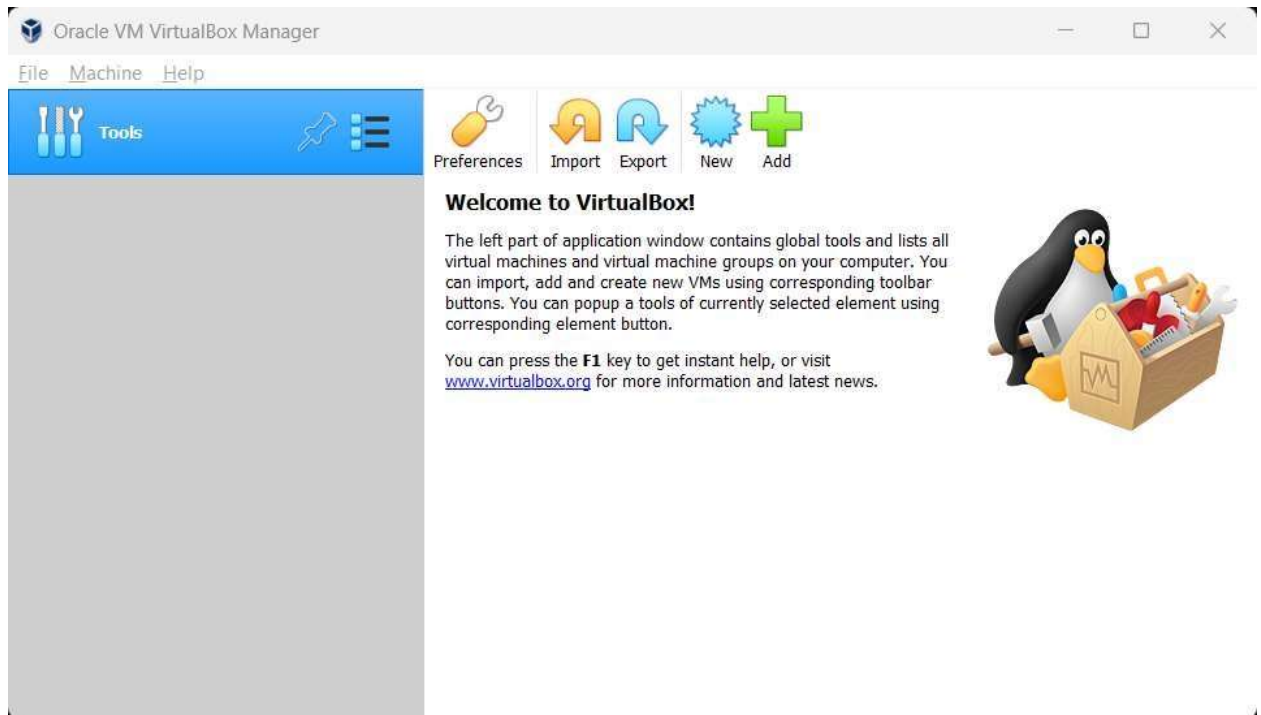 Oracle VM VirtualBox Manager
File Machine Help
Tools
Preferences Import Export New Add
Welcome to VirtualBox!
The left part of application window contains global tools and lists all
virtual machines and virtual machine groups on your computer. You
can import, add and create new VMs using corresponding toolbar
buttons. You can popup a tools of currently selected element using
corresponding element button.
You can press the F1 key to get instant help, or visit
www.virtualbox.org for more information and latest news.